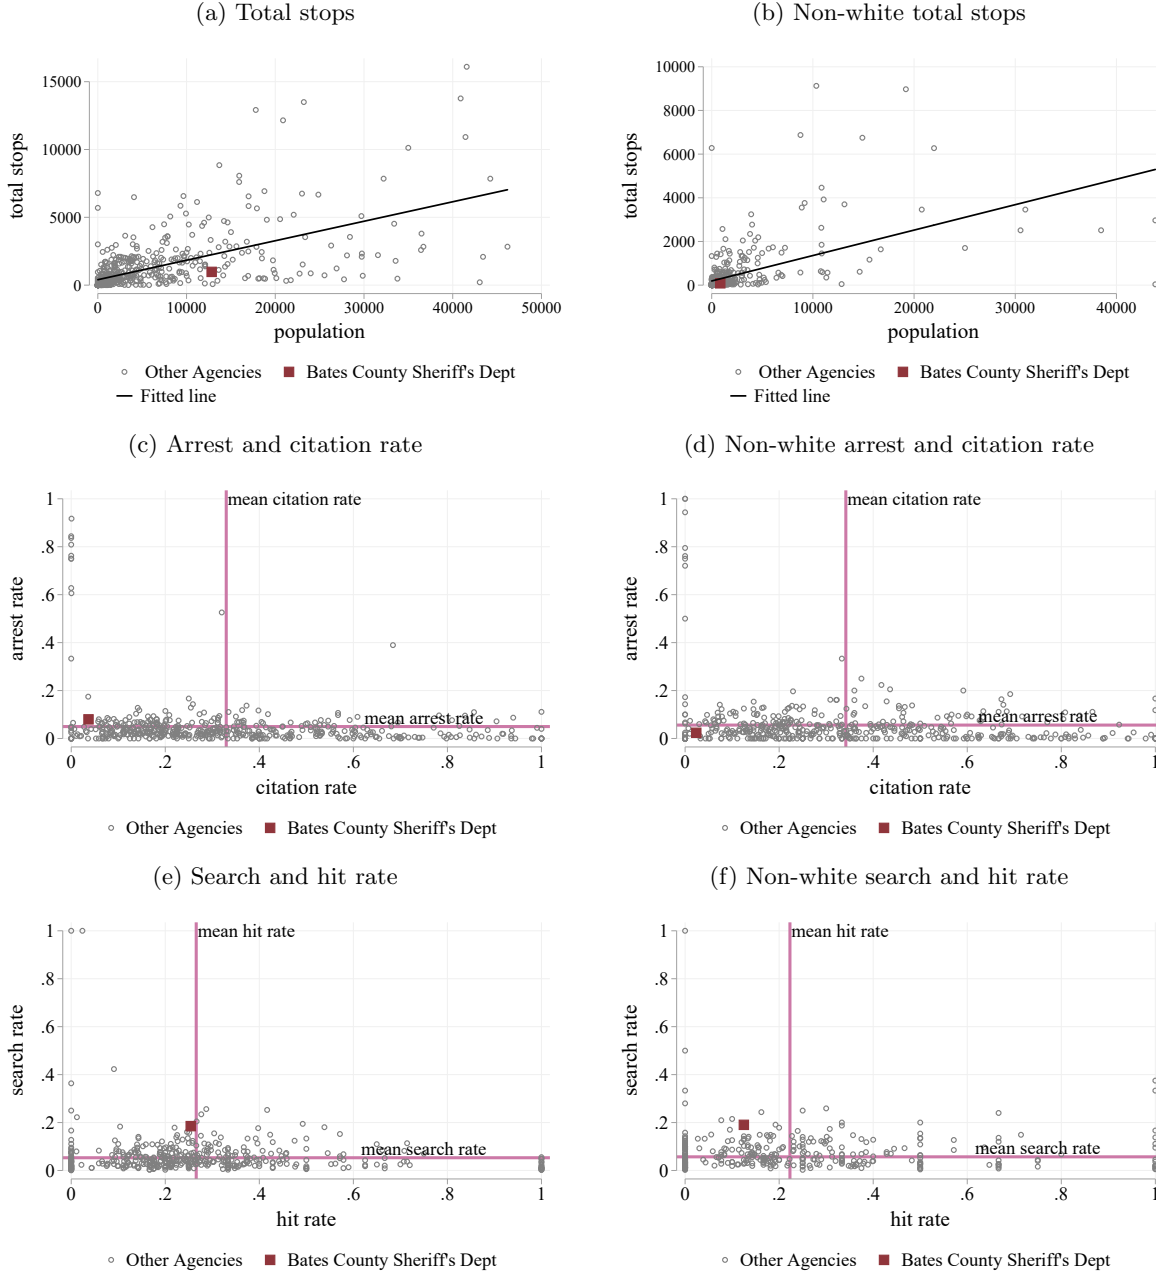 (a) Total stops
(b) Non-white total stops
15000
10000
5000
0
total stops
0
10000
20000
30000
40000
50000
population
Other Agencies
Bates County Sheriff's Dept
Fitted line
10000
8000
6000
4000
2000
0
total stops
0
10000
20000
30000
40000
population
Other Agencies
Bates County Sheriff's Dept
Fitted line
(c) Arrest and citation rate
(d) Non-white arrest and citation rate
1
.8
.6
.4
.2
0
arrest rate
mean citation rate
mean arrest rate
0
.2
.4
.6
.8
1
citation rate
Other Agencies
Bates County Sheriff's Dept
1
.8
.6
.4
.2
0
arrest rate
mean citation rate
mean arrest rate
0
.2
.4
.6
.8
1
citation rate
Other Agencies
Bates County Sheriff's Dept
(e) Search and hit rate
(f) Non-white search and hit rate
1
.8
.6
.4
.2
0
search rate
mean hit rate
mean search rate
0
.2
.4
.6
.8
1
hit rate
Other Agencies
Bates County Sheriff's Dept
1
.8
.6
.4
.2
0
search rate
mean hit rate
mean search rate
0
.2
.4
.6
.8
1
hit rate
Other Agencies
Bates County Sheriff's Dept